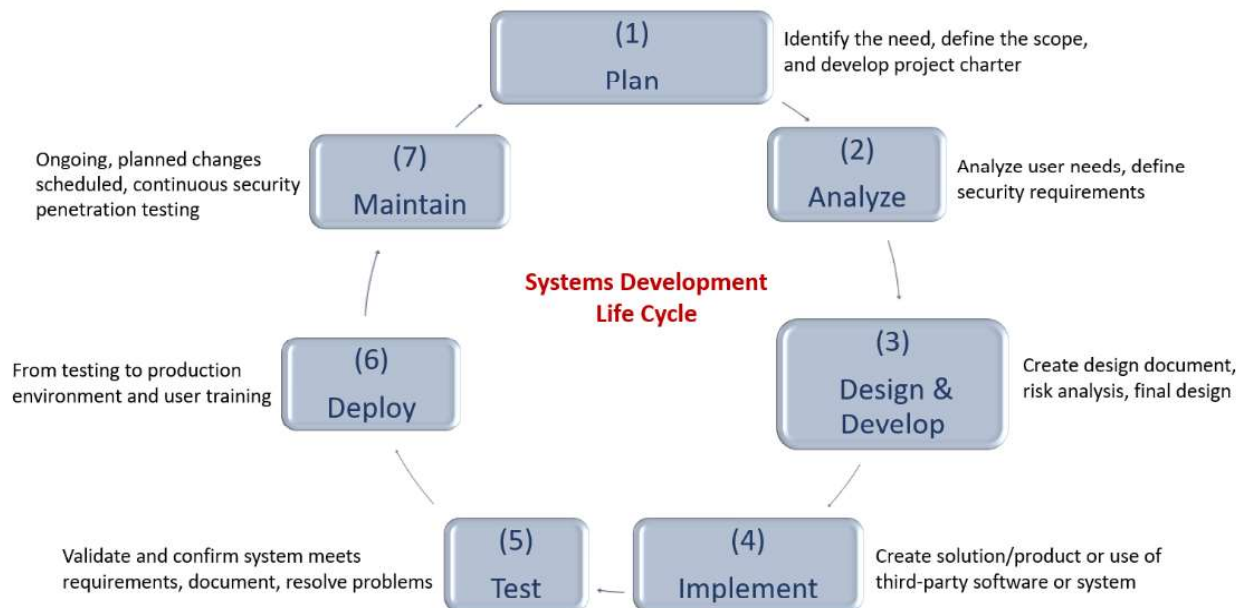 (1)
Plan
Identify the need, define the scope,
and develop project charter
(2)
Analyze
Analyze user needs, define
security requirements
(3)
Design &
Develop
Create design document,
risk analysis, final design
(4)
Implement
Create solution/product or use of
third-party software or system
(5)
Test
Validate and confirm system meets
requirements, document, resolve problems
(6)
Deploy
From testing to production
environment and user training
(7)
Maintain
Ongoing, planned changes
scheduled, continuous security
penetration testing
Systems Development
Life Cycle